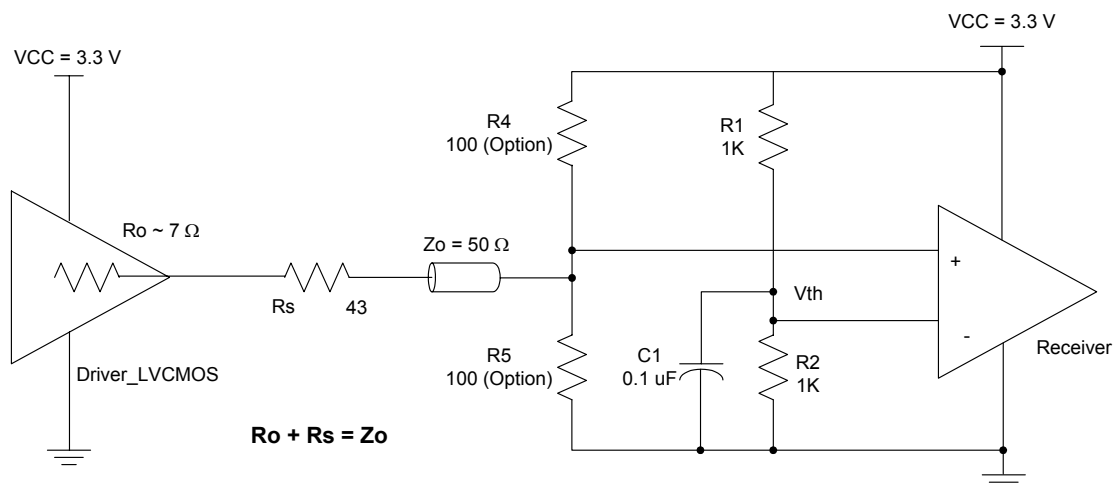 VCC = 3.3 V
VCC = 3.3 V
R4
100 (Option)
R1
1K
Ro ~ 7 Ω
Zo = 50 Ω
+
Rs
43
Vth
-
Receiver
R5
100 (Option)
C1
0.1 uF
R2
1K
Driver_LVCMOS
Ro + Rs = Zo